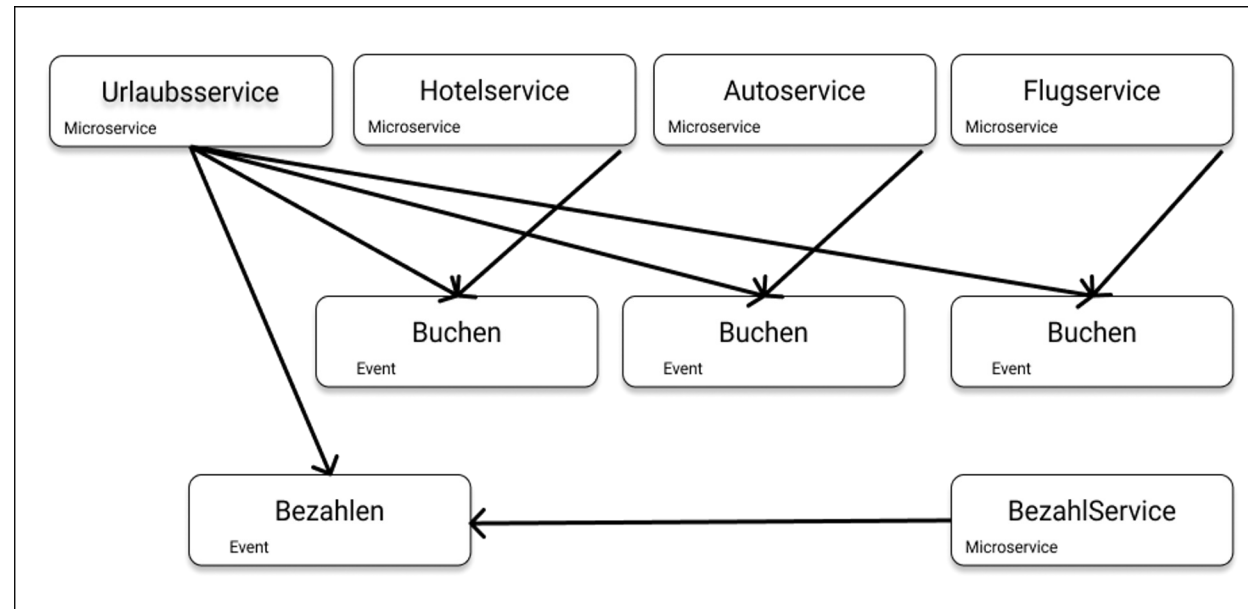 Urlaubsservice
Microservice
Hotelservice
Microservice
Autoservice
Microservice
Flugservice
Microservice
Buchen
Event
Buchen
Event
Buchen
Event
Bezahlen
Event
BezahlService
Microservice